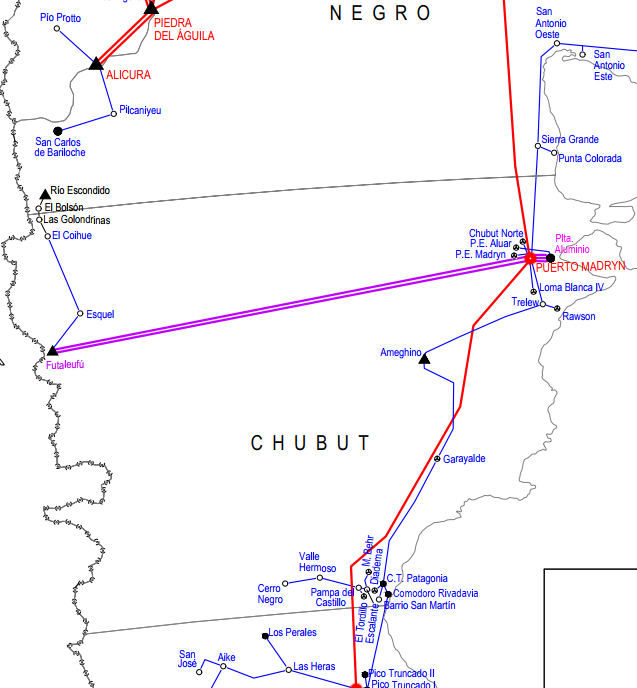 NEGRO
Pío Protto
PIEDRA
DEL ÁGUILA
ALICURA
San
Antonio
Oeste
San
Antonio
Este
Pilcaniyeu
San Carlos
de Bariloche
Sierra Grande
Punta Colorada
Río Escondido
El Bolsón
Las Golondrinas
El Coihue
Chubut Norte
P.E. Aluar
P.E. Madryn
Plta.
Aluminio
PUERTO MADRYN
Loma Blanca IV
Trelew
Rawson
Esquel
Futaleufú
Ameghino
CHUBUT
Garayalde
Valle
Hermoso
Cerro
Negro
Pampa del
Castillo
M. Behr
Diadema
El Tordillo
Escalante
C.T. Patagonia
Comodoro Rivadavia
Barrio San Martín
Los Perales
San
José
Aike
Las Heras
Pico Truncado II
Pico Truncado I